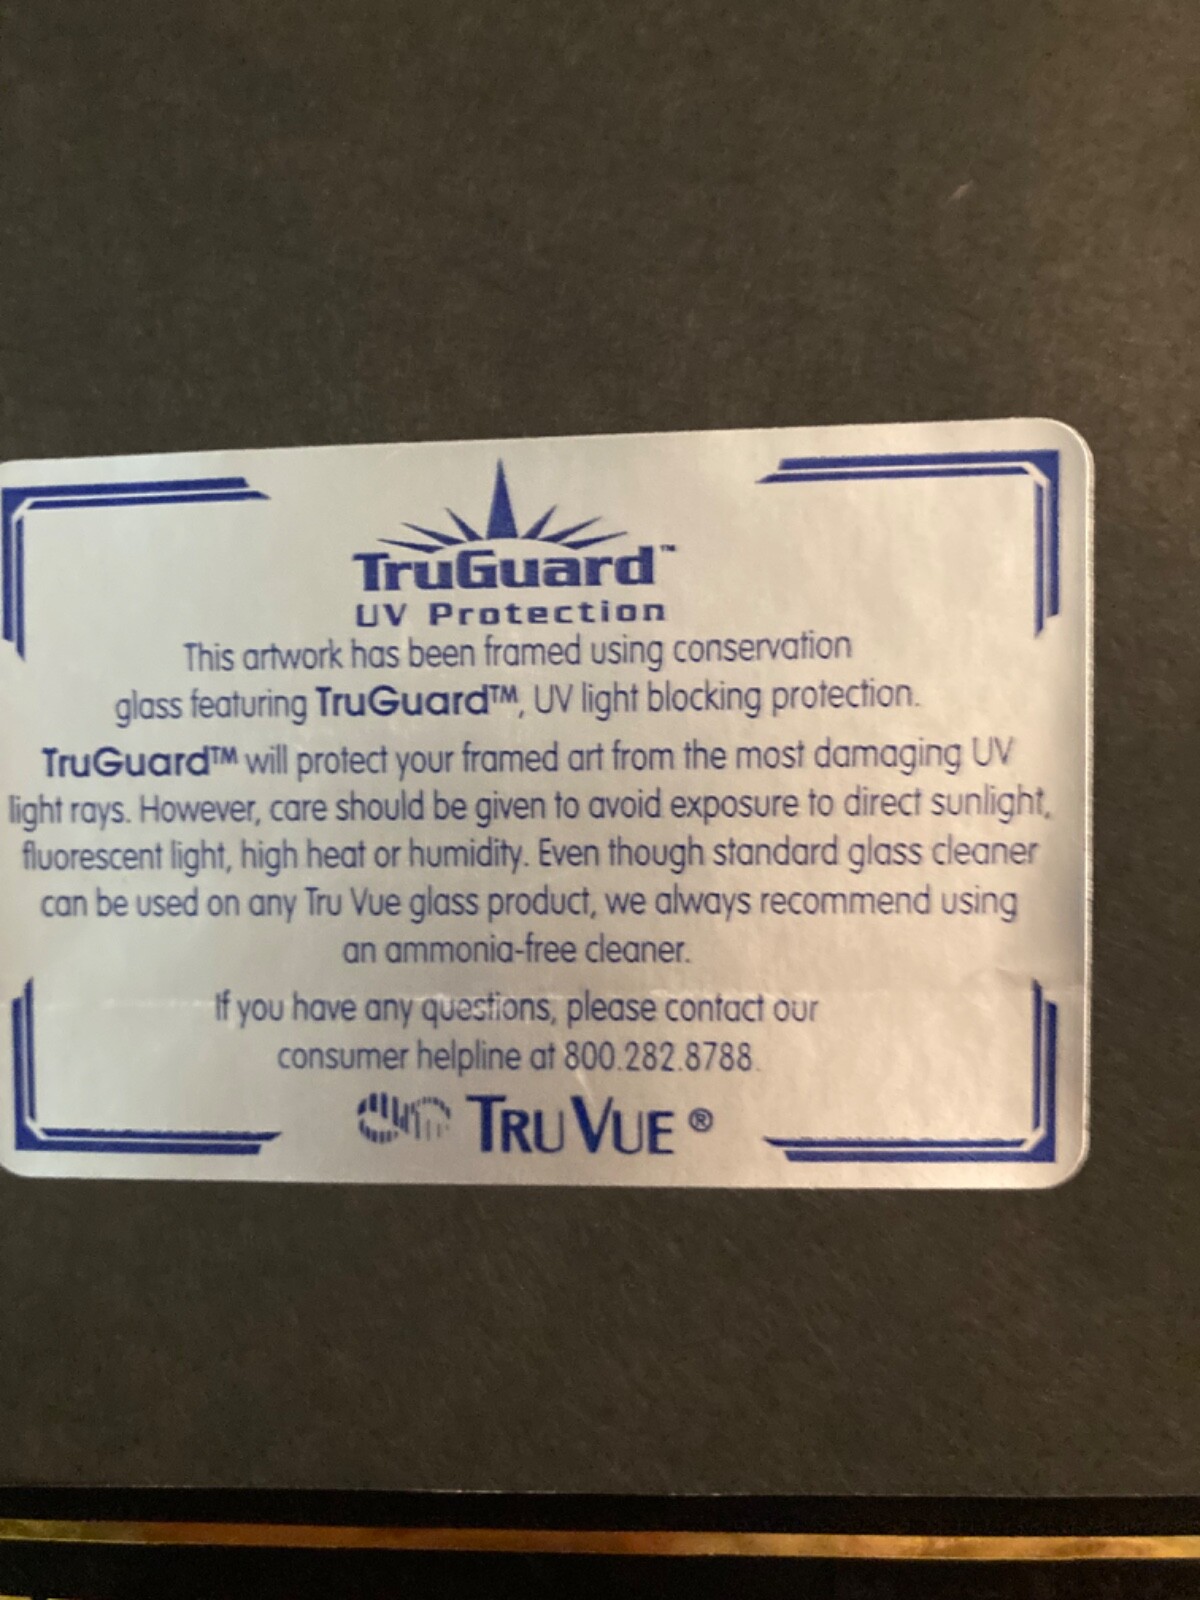 TruGuard™
UV Protection
This artwork has been framed using conservation
glass featuring TruGuard™, UV light blocking protection.
TruGuard™ will protect your framed art from the most damaging UV
light rays. However, care should be given to avoid exposure to direct sunlight,
fluorescent light, high heat or humidity. Even though standard glass cleaner
can be used on any Tru Vue glass product, we always recommend using
an ammonia-free cleaner.
If you have any questions, please contact our
consumer helpline at 800.282.8788.
TRU VUE®